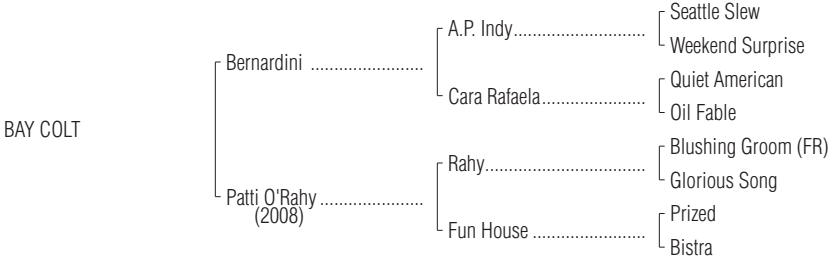 Seattle Slew
A.P. Indy..............................
Weekend Surprise
Bernardini .........................
Quiet American
Cara Rafaela.......................
Oil Fable
BAY COLT
Blushing Groom (FR)
Rahy....................................
Glorious Song
Patti O'Rahy .......................
(2008)
Prized
Fun House .........................
Bistra